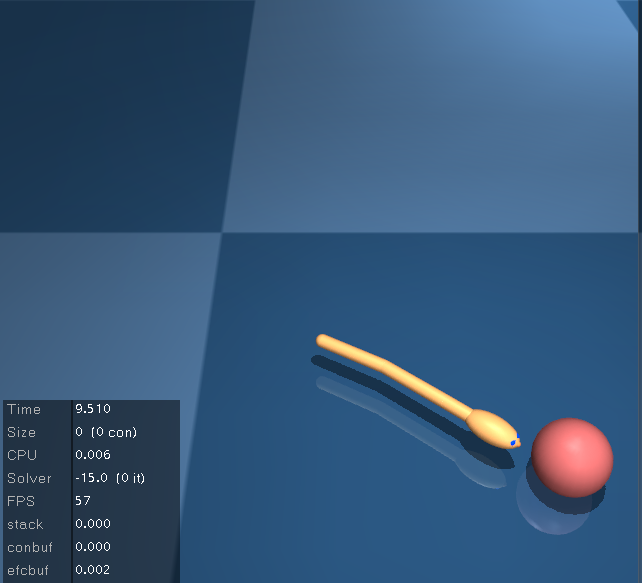 Time 9.510
Size 0 (0 con)
CPU 0.006
Solver -15.0 (0 it)
FPS 57
stack 0.000
conbuf 0.000
efcbuf 0.002